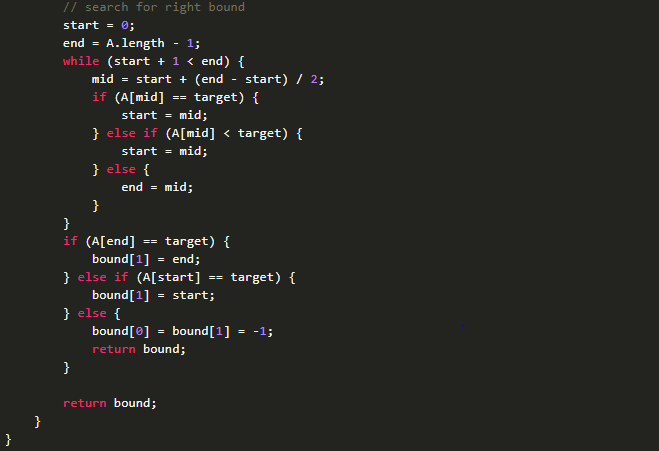 // search for right bound
        start = 0;
        end = A.length - 1;
        while (start + 1 < end) {
            mid = start + (end - start) / 2;
            if (A[mid] == target) {
                start = mid;
            } else if (A[mid] < target) {
                start = mid;
            } else {
                end = mid;
            }
        }
        if (A[end] == target) {
            bound[1] = end;
        } else if (A[start] == target) {
            bound[1] = start;
        } else {
            bound[0] = bound[1] = -1;
            return bound;
        }

        return bound;
    }
}